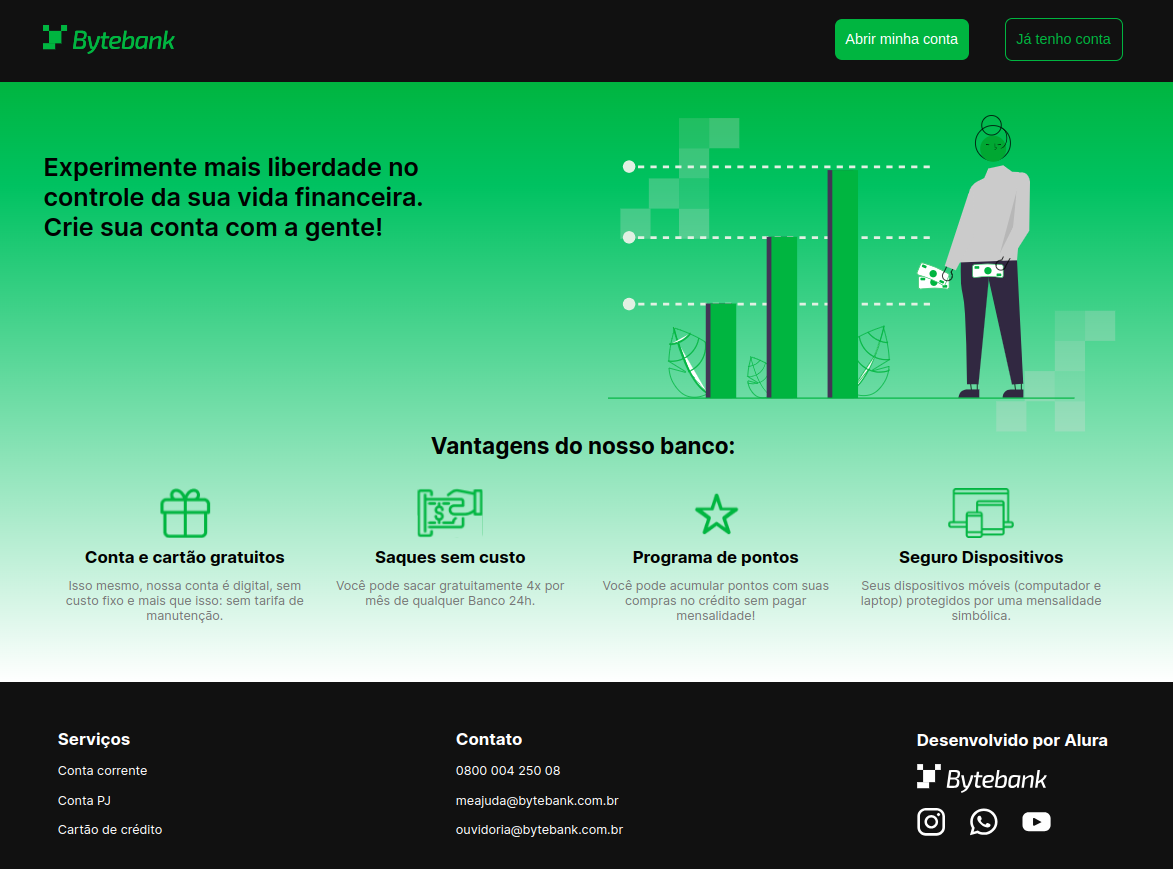 Bytebank
Abrir minha conta
Já tenho conta
Experimente mais liberdade no
controle da sua vida financeira.
Crie sua conta com a gente!
Vantagens do nosso banco:
Conta e cartão gratuitos
Isso mesmo, nossa conta é digital, sem
custo fixo e mais que isso: sem tarifa de
manutenção.
Saques sem custo
Você pode sacar gratuitamente 4x por
mês de qualquer Banco 24h.
Programa de pontos
Você pode acumular pontos com suas
compras no crédito sem pagar
mensalidade!
Seguro Dispositivos
Seus dispositivos móveis (computador e
laptop) protegidos por uma mensalidade
simbólica.
Serviços
Conta corrente
Conta PJ
Cartão de crédito
Contato
0800 004 250 08
meajuda@bytebank.com.br
ouvidoria@bytebank.com.br
Desenvolvido por Alura
Bytebank